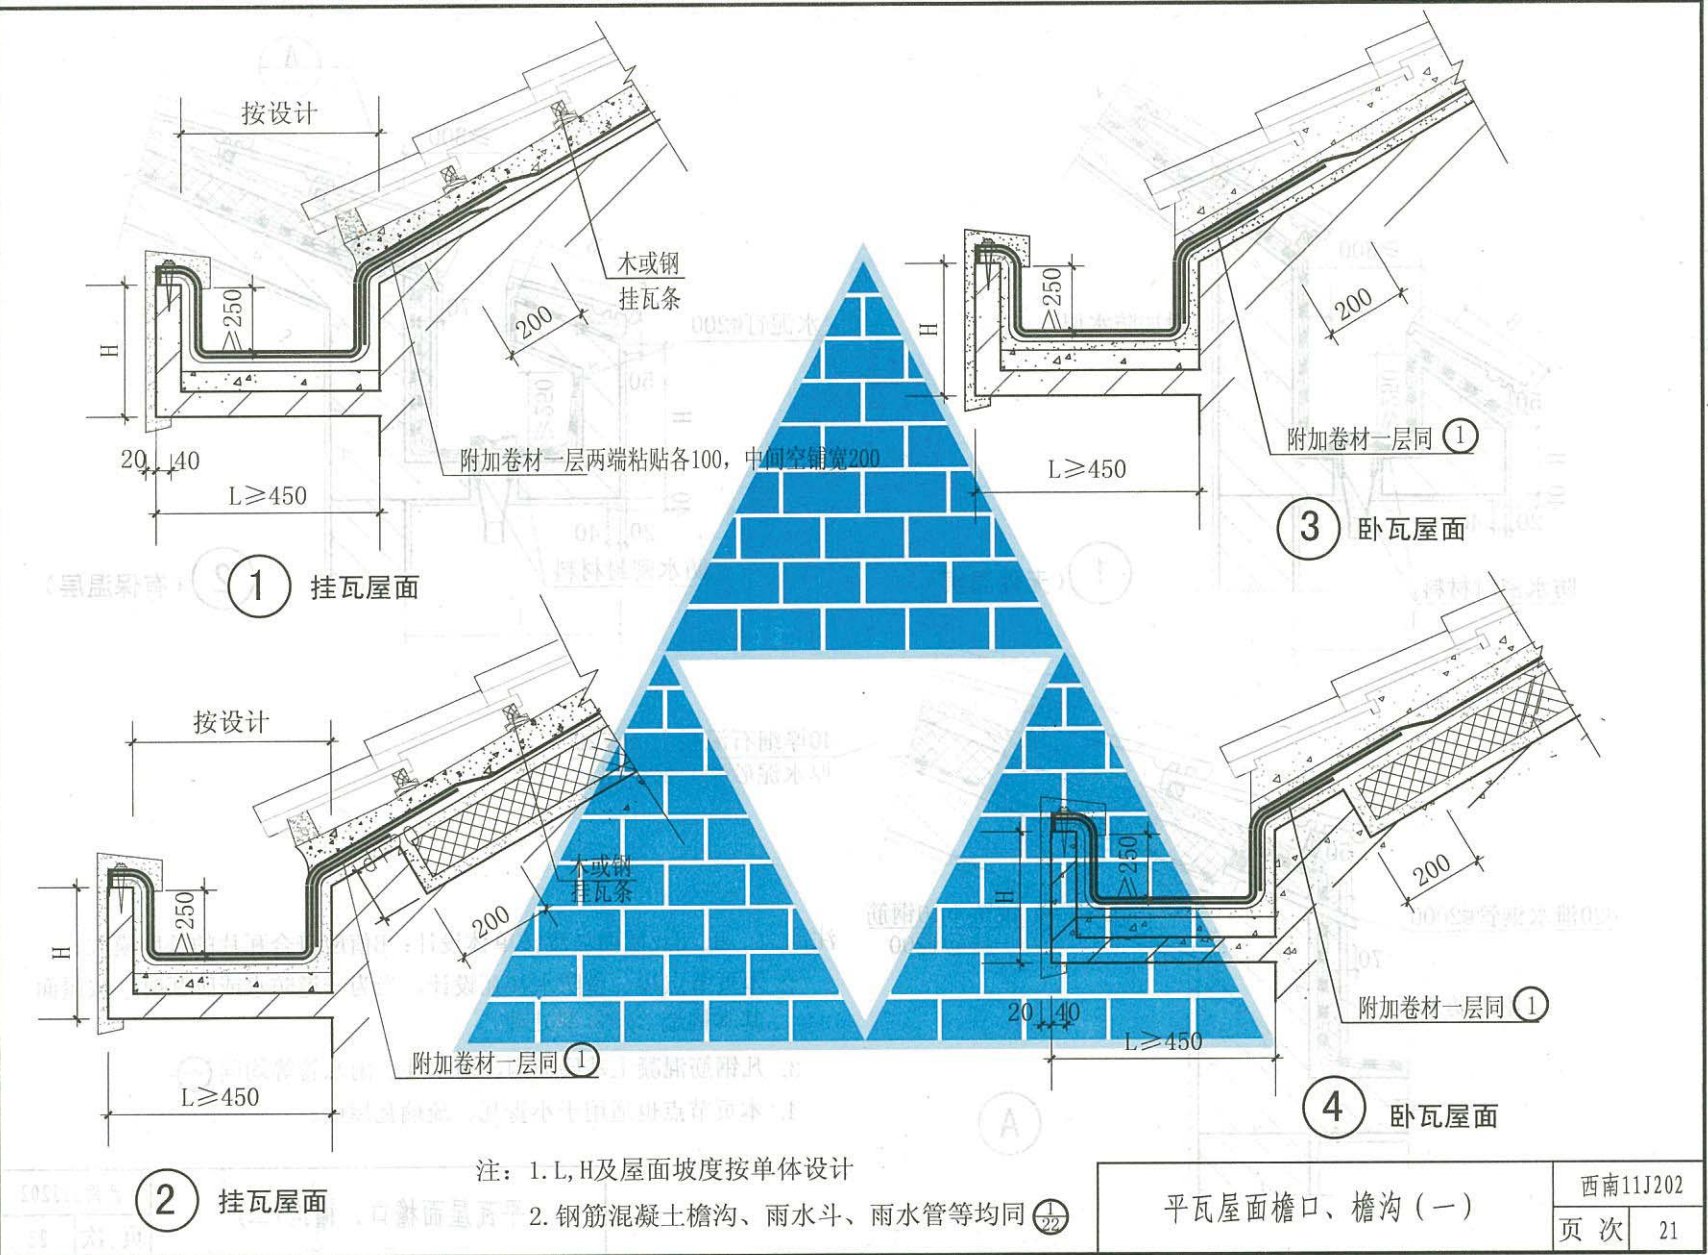 按设计
木或钢
挂瓦条
≥250
200
H
20 40
附加卷材一层两端粘贴各100，中间空铺宽200
L≥450
① 挂瓦屋面
≥250
200
H
附加卷材一层同①
L≥450
③ 卧瓦屋面
按设计
木或钢
挂瓦条
≥250
200
H
附加卷材一层同①
L≥450
② 挂瓦屋面
≥250
200
H
20 40
附加卷材一层同①
L≥450
④ 卧瓦屋面
注：1.L,H及屋面坡度按单体设计
2.钢筋混凝土檐沟、雨水斗、雨水管等均同 1/22
平瓦屋面檐口、檐沟（一）
西南11J202
页次 21